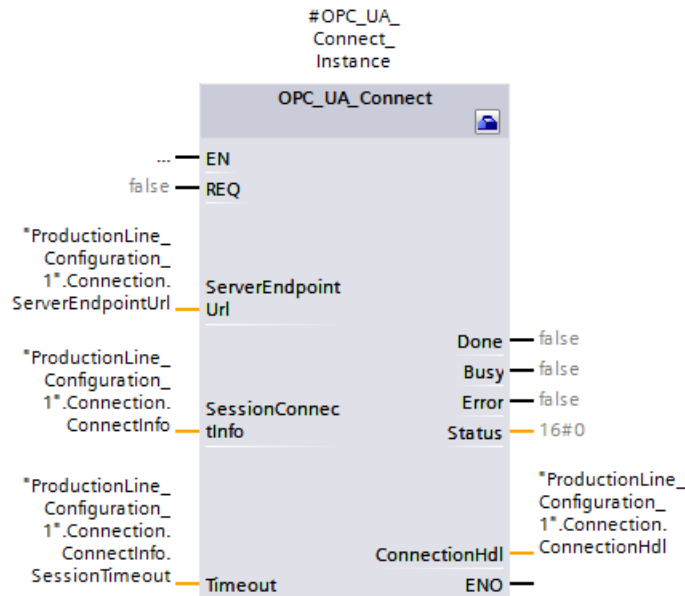 #OPC_UA_
Connect_
Instance
OPC_UA_Connect
... EN
false REQ
"ProductionLine_
Configuration_
1".Connection.
ServerEndpointUrl
ServerEndpoint
Url
Done false
Busy false
Error false
Status 16#0
"ProductionLine_
Configuration_
1".Connection.
ConnectInfo
SessionConnec
tInfo
"ProductionLine_
Configuration_
1".Connection.
ConnectInfo.
SessionTimeout
Timeout
ConnectionHdl
"ProductionLine_
Configuration_
1".Connection.
ConnectionHdl
ENO